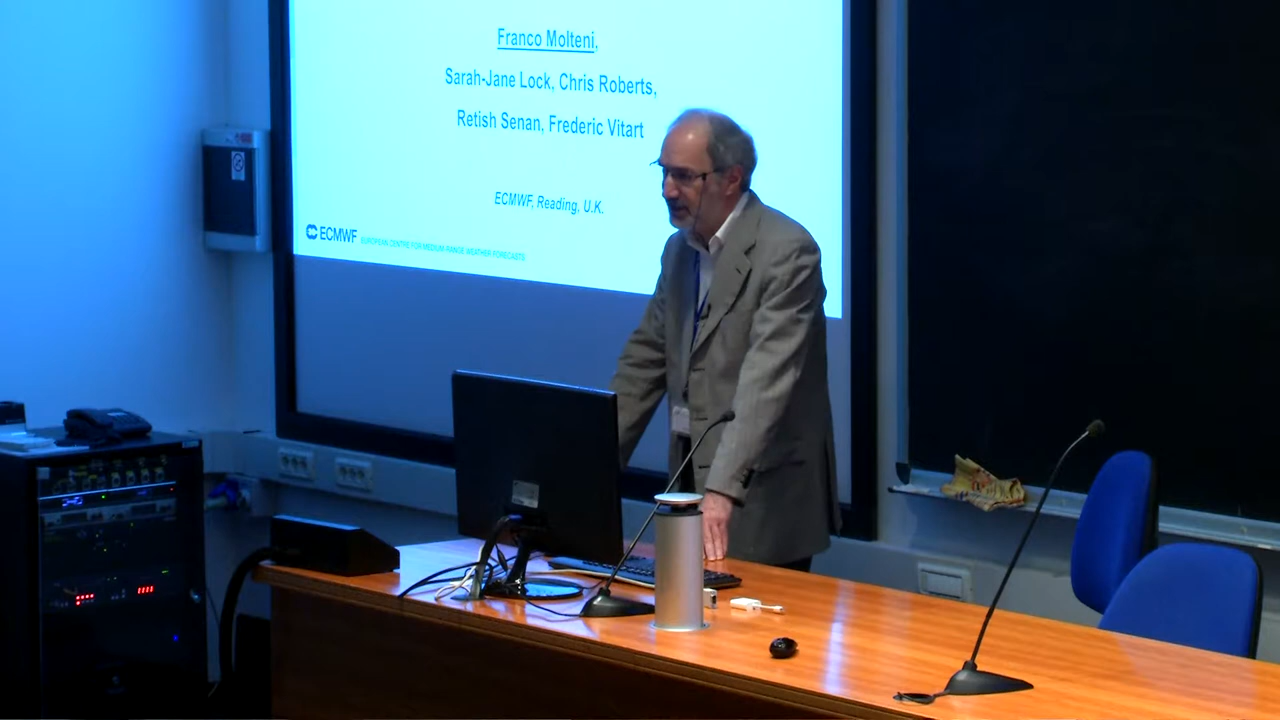 Franco Molteni,
Sarah-Jane Lock, Chris Roberts,
Retish Senan, Frederic Vitart
ECMWF, Reading, U.K.
ECMWF EUROPEAN CENTRE FOR MEDIUM-RANGE WEATHER FORECASTS